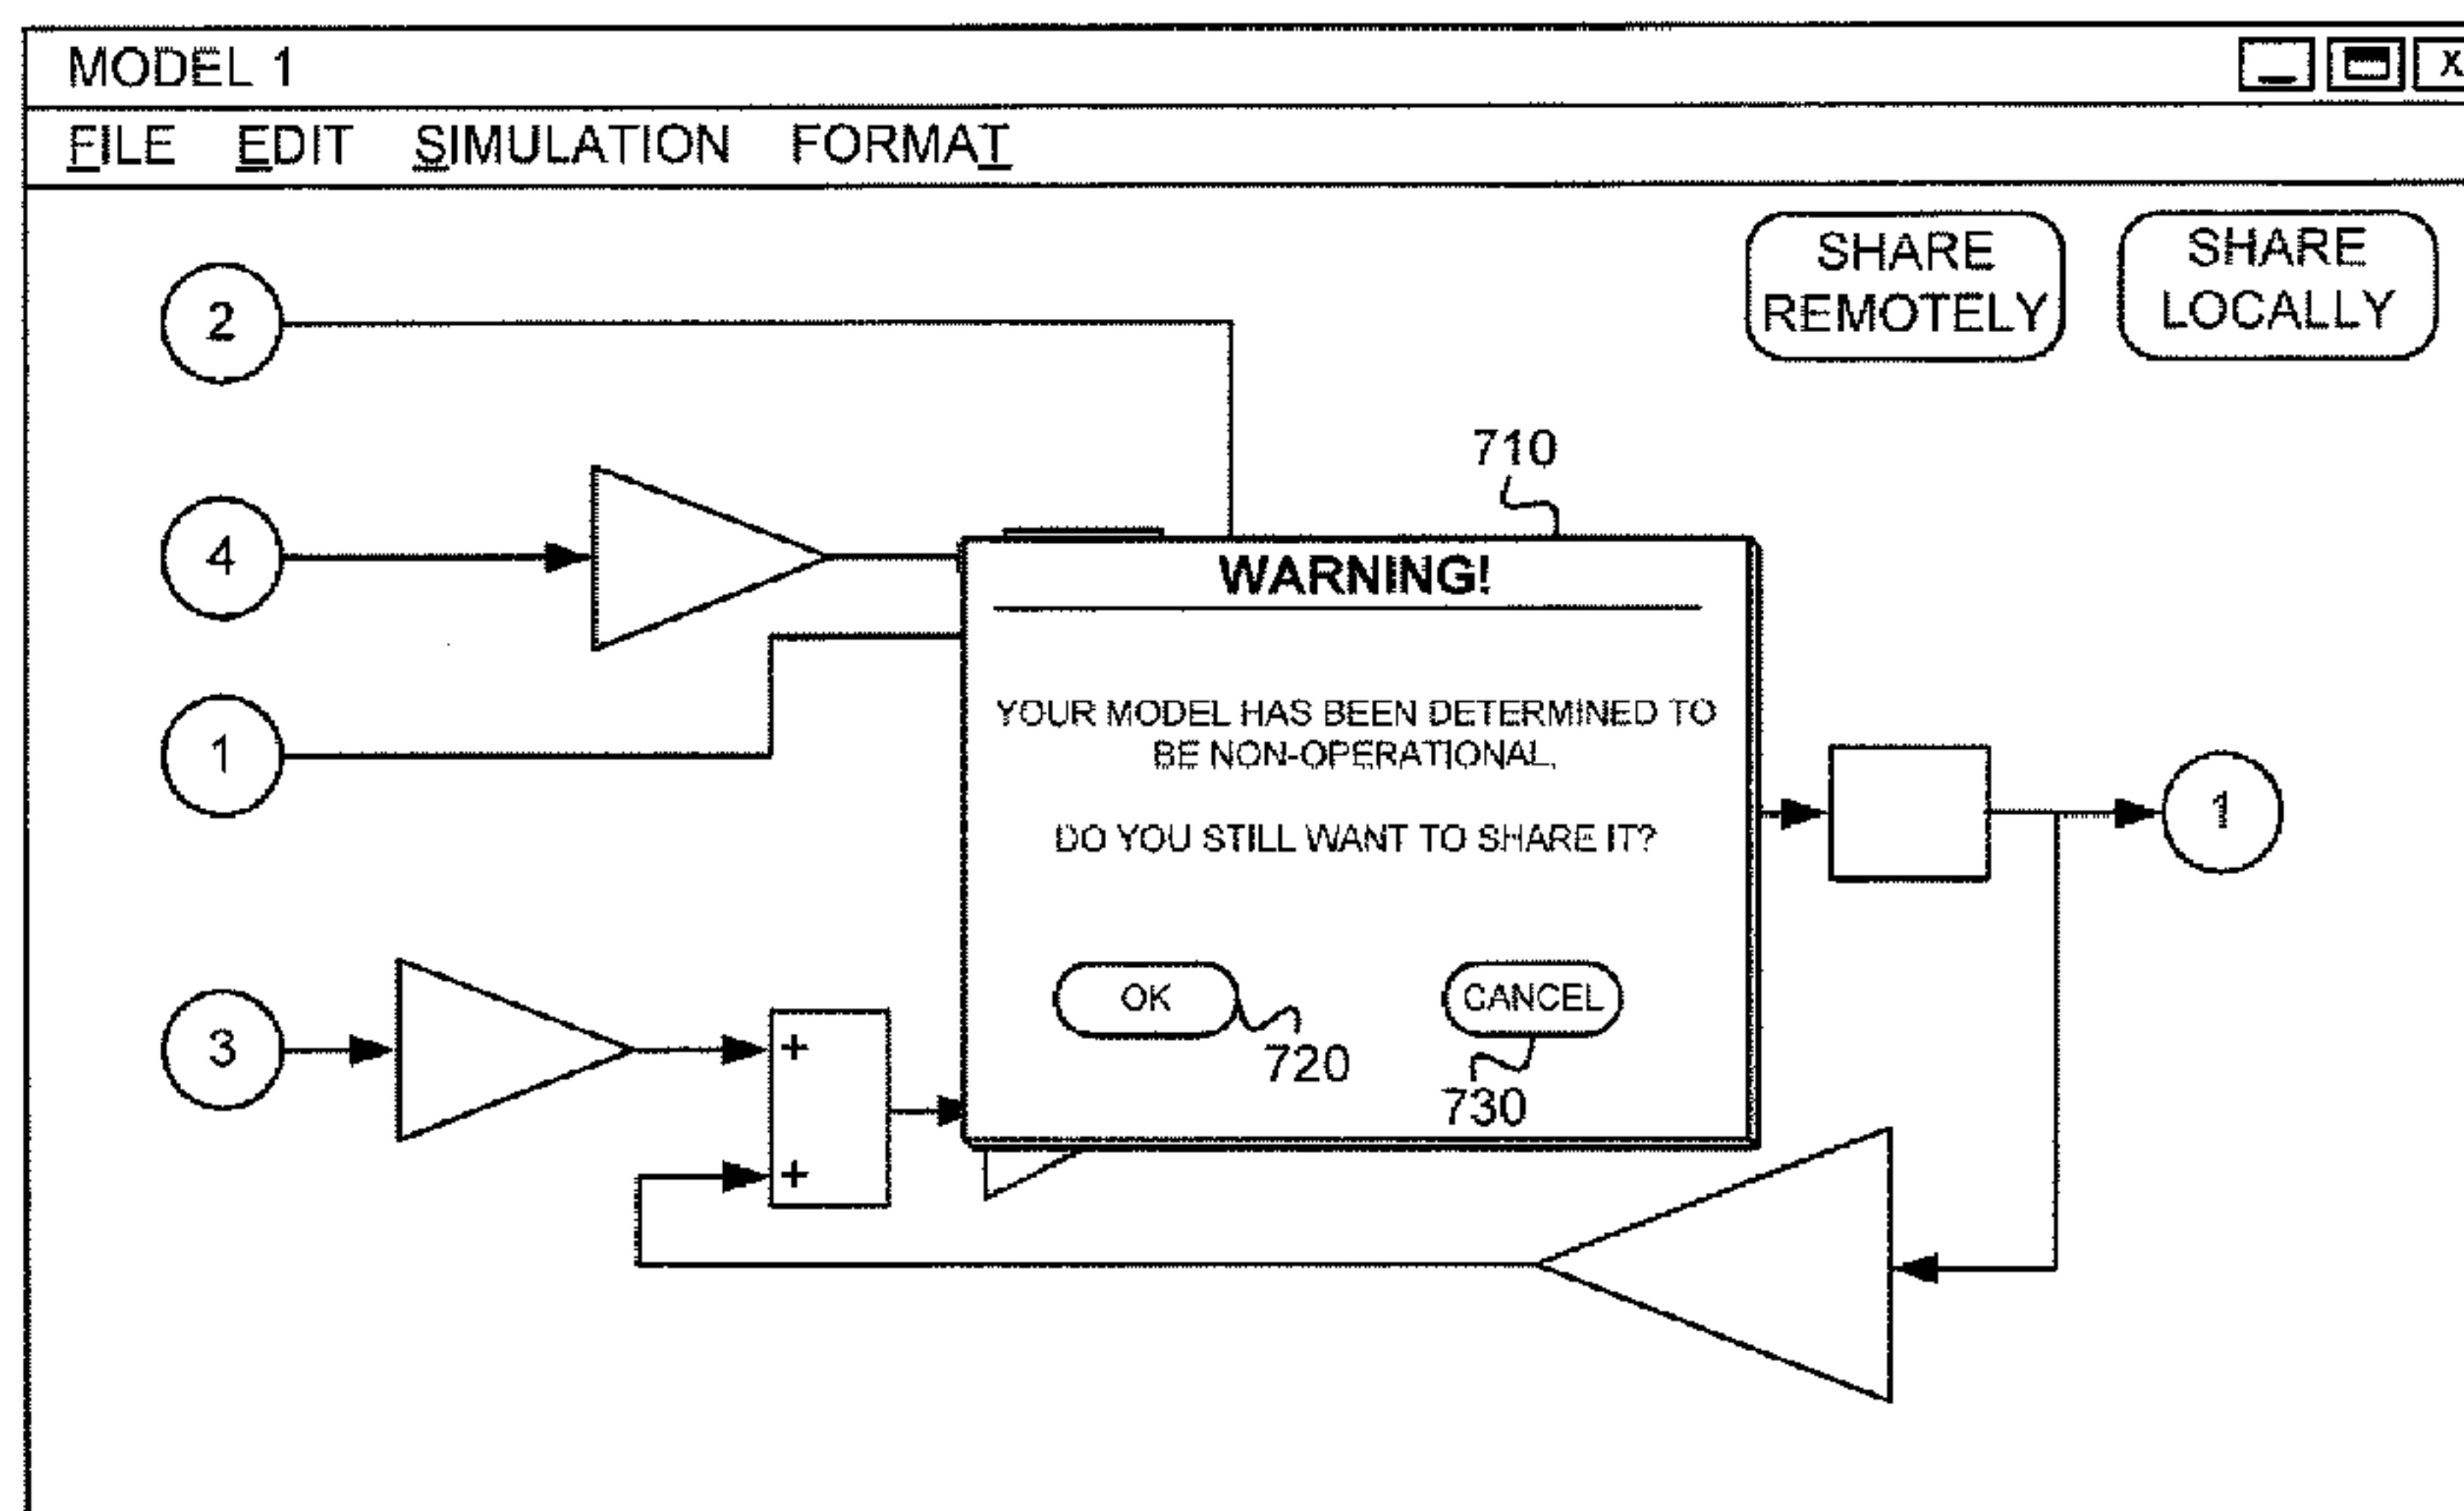 MODEL 1
X
FILE EDIT SIMULATION FORMAT
SHARE
REMOTELY
SHARE
LOCALLY
2
710
4
WARNING!
YOUR MODEL HAS BEEN DETERMINED TO
BE NON-OPERATIONAL.
DO YOU STILL WANT TO SHARE IT?
1
1
OK
CANCEL
3
+
720
730
+